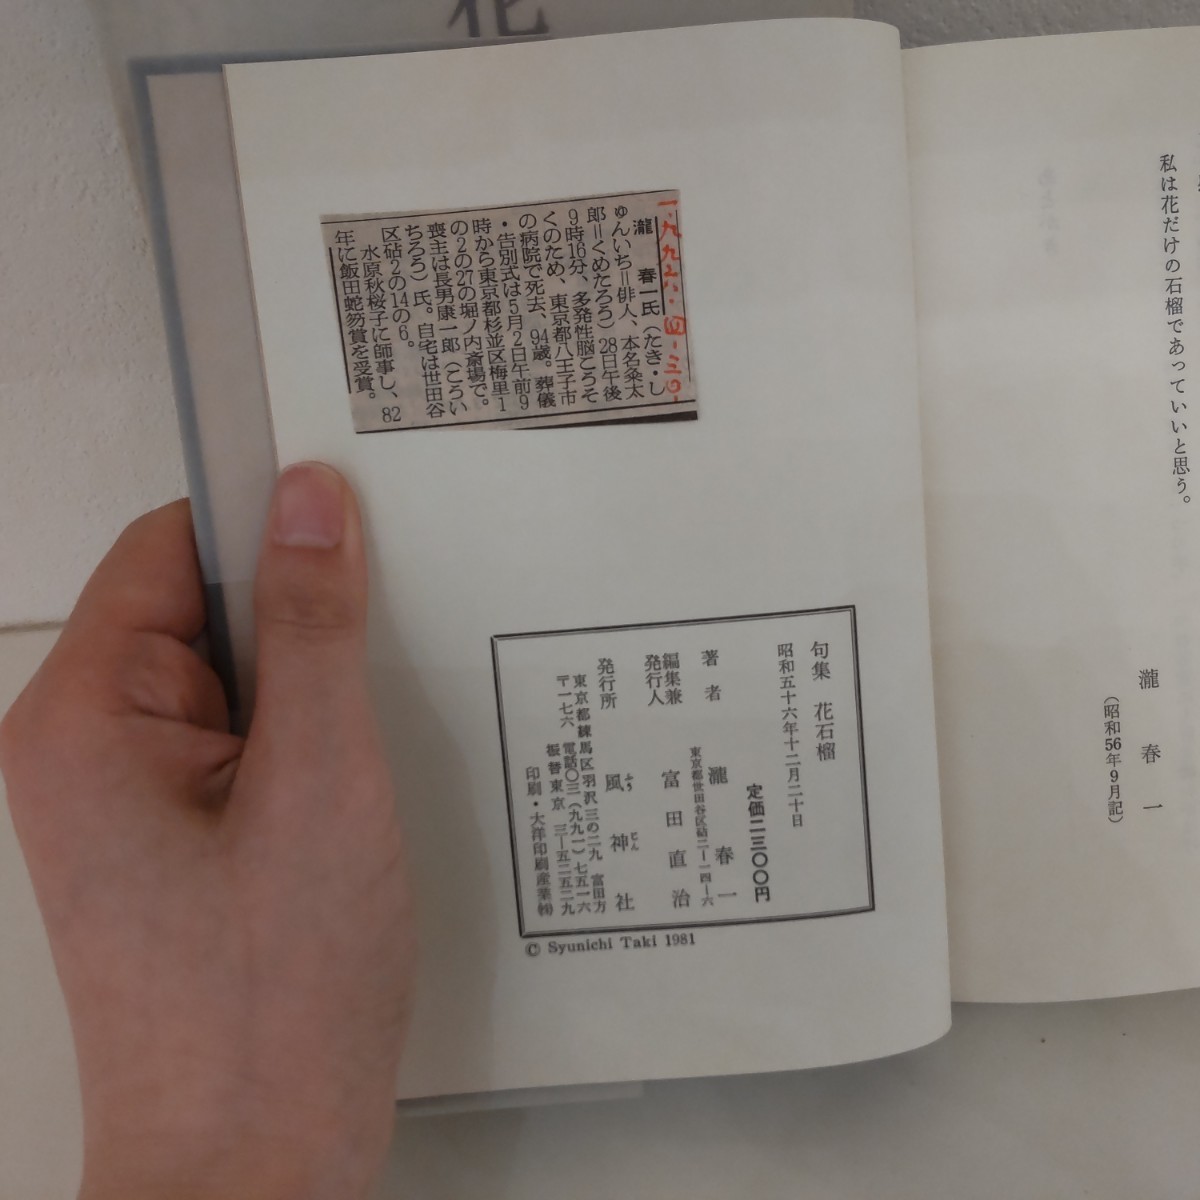 花
私は花だけの石榴であっていいと思う。
瀧春一
(昭和56年9月記)
一九九六・四・三〇
瀧 春一氏(たき・し
ゅんいち=俳人、本名粂太
郎=くめたろう)28日午後
9時16分、多発性脳こうそ
くのため、東京都八王子市
の病院で死去、94歳。葬儀
・告別式は5月2日午前9
時から東京都杉並区梅里1
の2の27の堀ノ内斎場で。
喪主は長男康一郎(こうい
ちろう)氏。自宅は世田谷
区砧2の14の6。
水原秋桜子に師事し、82
年に飯田蛇笏賞を受賞。
句集 花石榴
昭和五十六年十二月二十日
定価二三〇〇円
著者 瀧春一
東京都世田谷区砧二―一四―六
編集兼
発行人 富田直治
発行所 風神社
ふう じん
東京都練馬区羽沢三の二九 富田方
〒一七六 電話〇三(九九一)七五一六
振替東京 三―五二五二九
印刷・大洋印刷産業㈱
© Syunichi Taki 1981